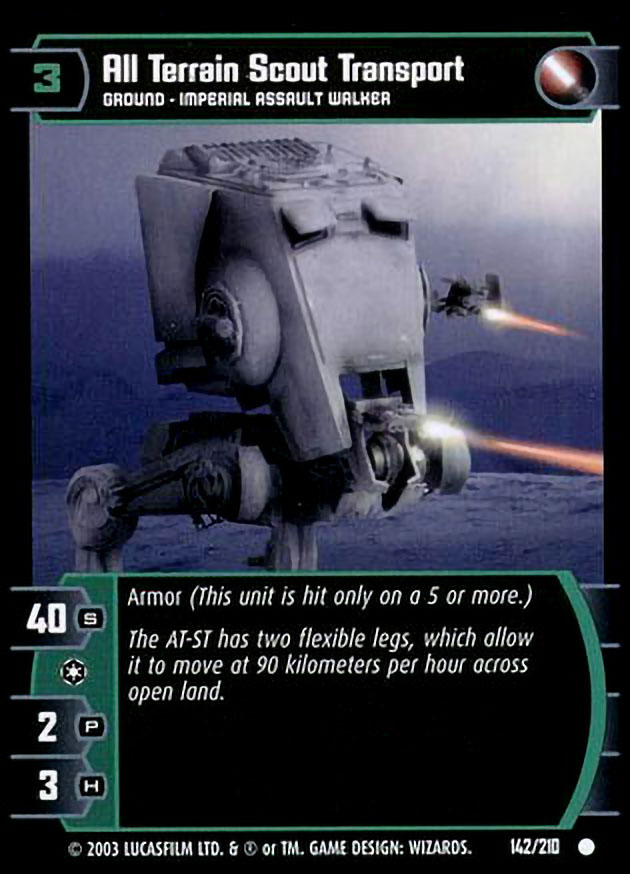 3
All Terrain Scout Transport
GROUND - IMPERIAL ASSAULT WALKER
Armor (This unit is hit only on a 5 or more.)
The AT-ST has two flexible legs, which allow
it to move at 90 kilometers per hour across
open land.
40 S
2 P
3 H
© 2003 LUCASFILM LTD. & ® or TM. GAME DESIGN: WIZARDS. 142/210